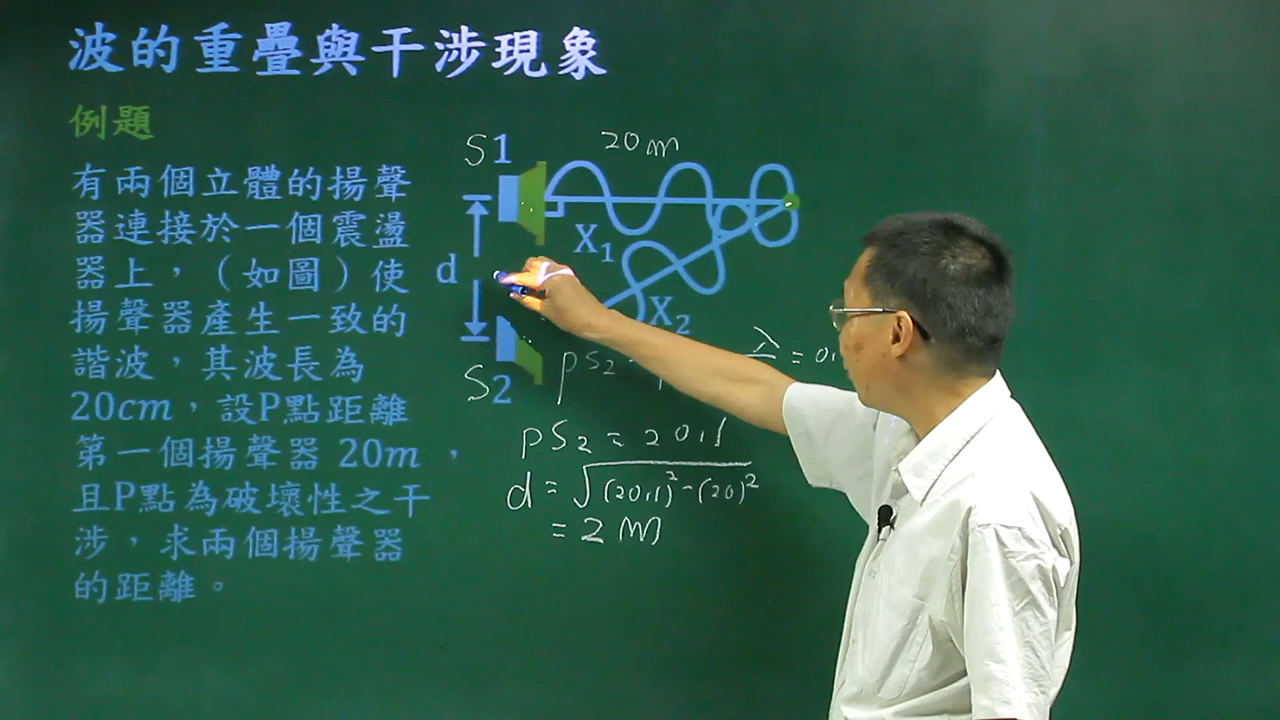 波的重疊與干涉現象
例題
有兩個立體的揚聲
器連接於一個震盪
器上，（如圖）使
揚聲器產生一致的
諧波，其波長為
20cm，設P點距離
第一個揚聲器 20m，
且P點為破壞性之干
涉，求兩個揚聲器
的距離。
S1
20m
X₁
d
X₂
S2
PS₂
λ
= 0.
PS₂ = 20.1
d = √(20.1)² - (20)²
= 2 m